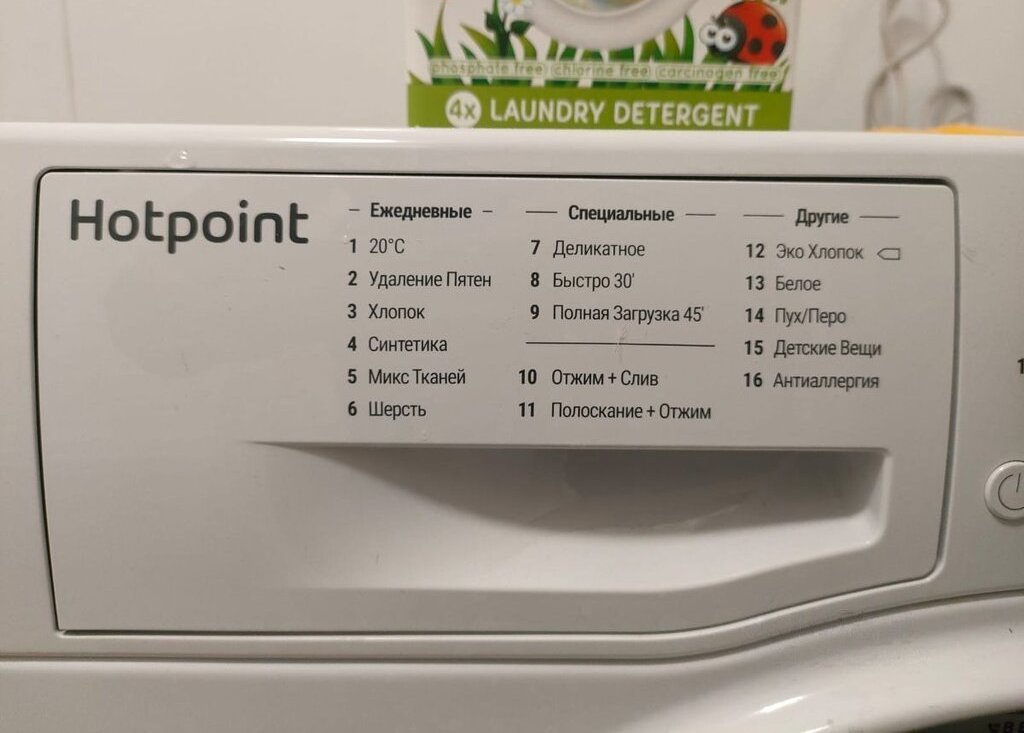 phosphate free chlorine free carcinogen free
4x LAUNDRY DETERGENT
Hotpoint
Ежедневные
1 20°C
2 Удаление Пятен
3 Хлопок
4 Синтетика
5 Микс Тканей
6 Шерсть
Специальные
7 Деликатное
8 Быстро 30'
9 Полная Загрузка 45'
10 Отжим + Слив
11 Полоскание + Отжим
Другие
12 Эко Хлопок
13 Белое
14 Пух/Перо
15 Детские Вещи
16 Антиаллергия